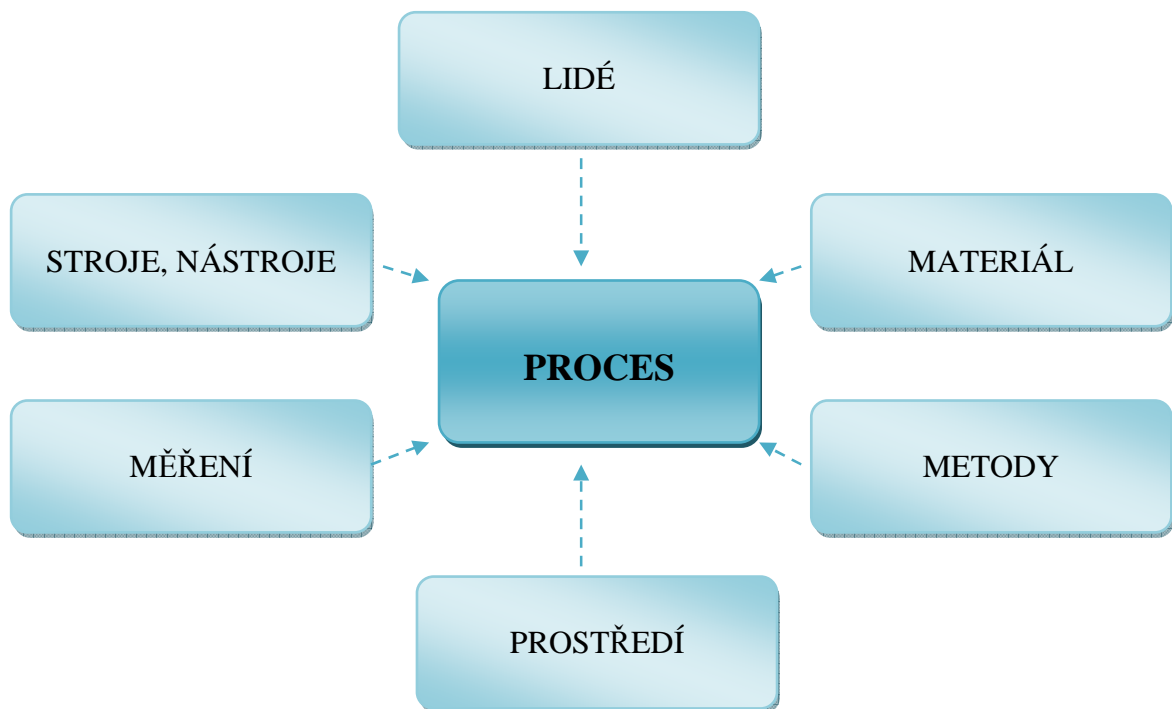 LIDÉ
STROJE, NÁSTROJE
MATERIÁL
PROCES
MĚŘENÍ
METODY
PROSTŘEDÍ